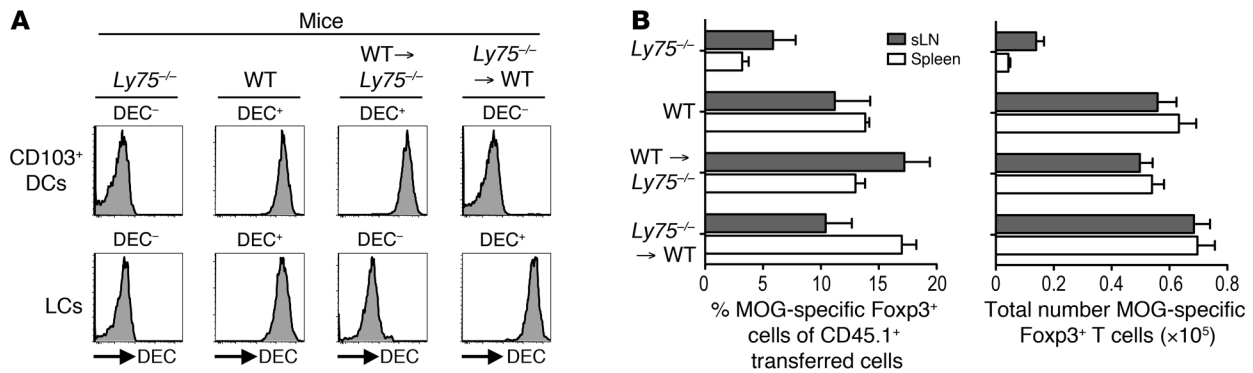 A
Mice
Ly75–/–
WT
WT →
Ly75–/–
Ly75–/–
→ WT
DEC–
DEC+
DEC+
DEC–
CD103+
DCs
DEC–
DEC+
DEC–
DEC+
LCs
DEC
DEC
DEC
DEC
B
sLN
Spleen
Ly75–/–
WT
WT →
Ly75–/–
Ly75–/–
→ WT
0 5 10 15 20
% MOG-specific Foxp3+
cells of CD45.1+
transferred cells
0 0.2 0.4 0.6 0.8
Total number MOG-specific
Foxp3+ T cells (×10⁵)